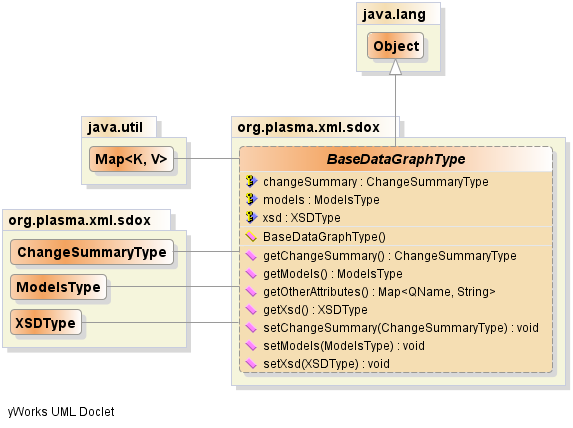 java.lang
Object
java.util
Map<K, V>
org.plasma.xml.sdox
BaseDataGraphType
changeSummary : ChangeSummaryType
models : ModelsType
xsd : XSDType
BaseDataGraphType()
getChangeSummary() : ChangeSummaryType
getModels() : ModelsType
getOtherAttributes() : Map<QName, String>
getXsd() : XSDType
setChangeSummary(ChangeSummaryType) : void
setModels(ModelsType) : void
setXsd(XSDType) : void
org.plasma.xml.sdox
ChangeSummaryType
ModelsType
XSDType
yWorks UML Doclet